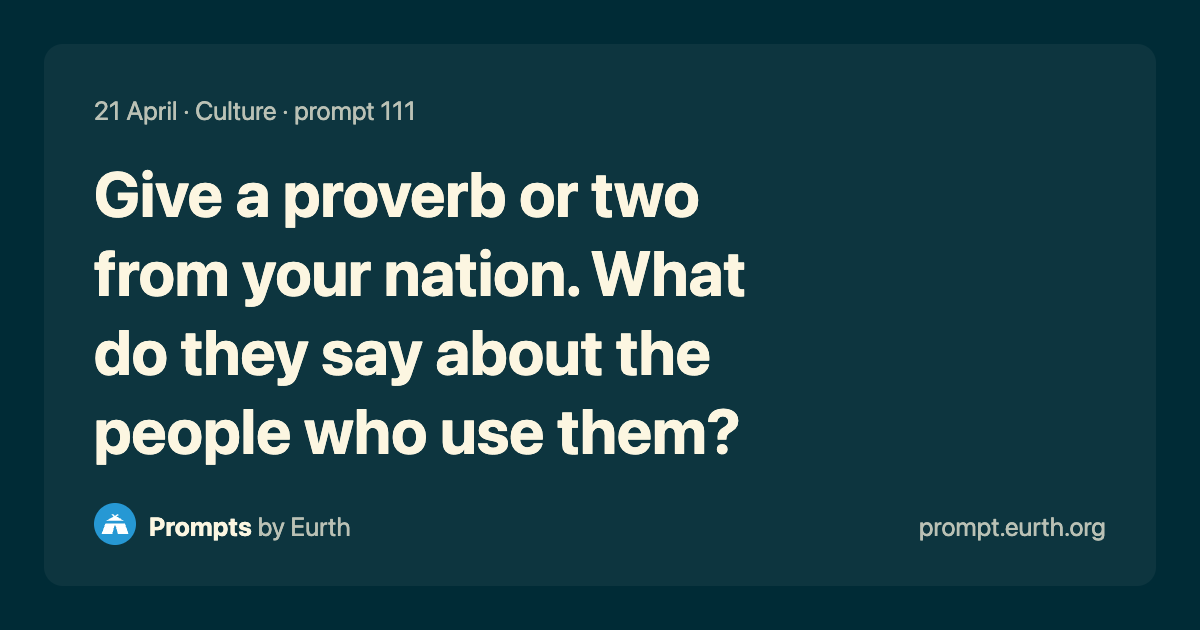 21 April · Culture · prompt 111
Give a proverb or two
from your nation. What
do they say about the
people who use them?
Prompts by Eurth
prompt.eurth.org